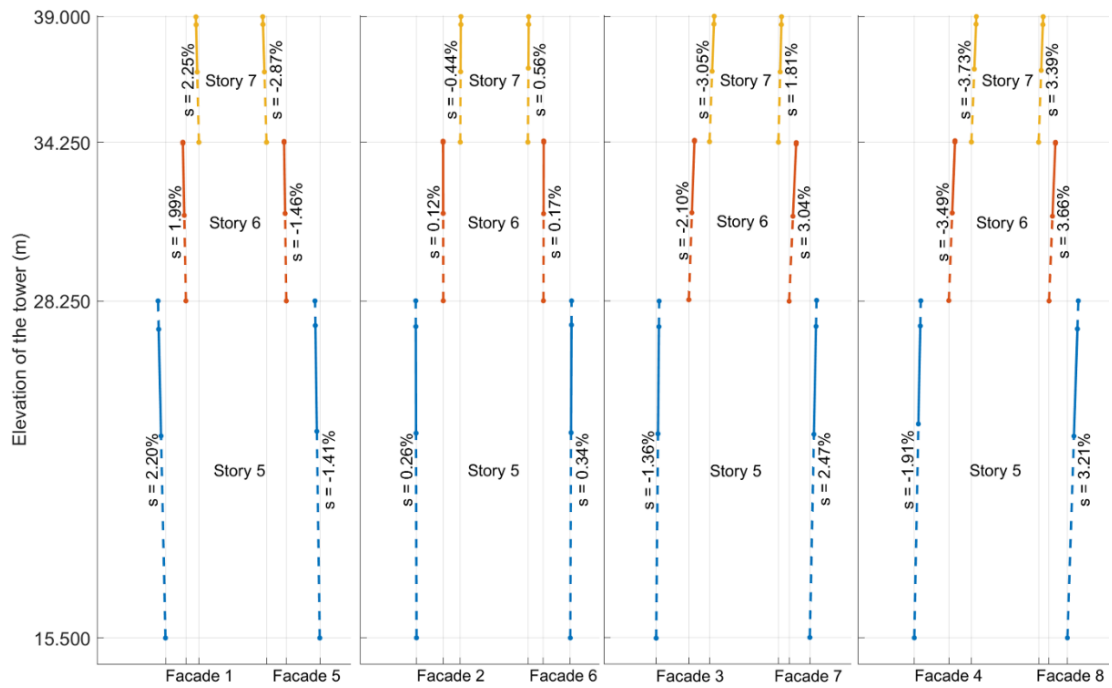 Elevation of the tower (m)
39.000
34.250
28.250
15.500
s = 2.25%
Story 7
s = -2.87%
s = 1.99%
Story 6
s = -1.46%
s = 2.20%
Story 5
s = -1.41%
Facade 1
Facade 5
s = -0.44%
Story 7
s = 0.56%
s = 0.12%
Story 6
s = 0.17%
s = 0.26%
Story 5
s = 0.34%
Facade 2
Facade 6
s = -3.05%
Story 7
s = 1.81%
s = -2.10%
Story 6
s = 3.04%
s = -1.36%
Story 5
s = 2.47%
Facade 3
Facade 7
s = -3.73%
Story 7
s = 3.39%
s = -3.49%
Story 6
s = 3.66%
s = -1.91%
Story 5
s = 3.21%
Facade 4
Facade 8